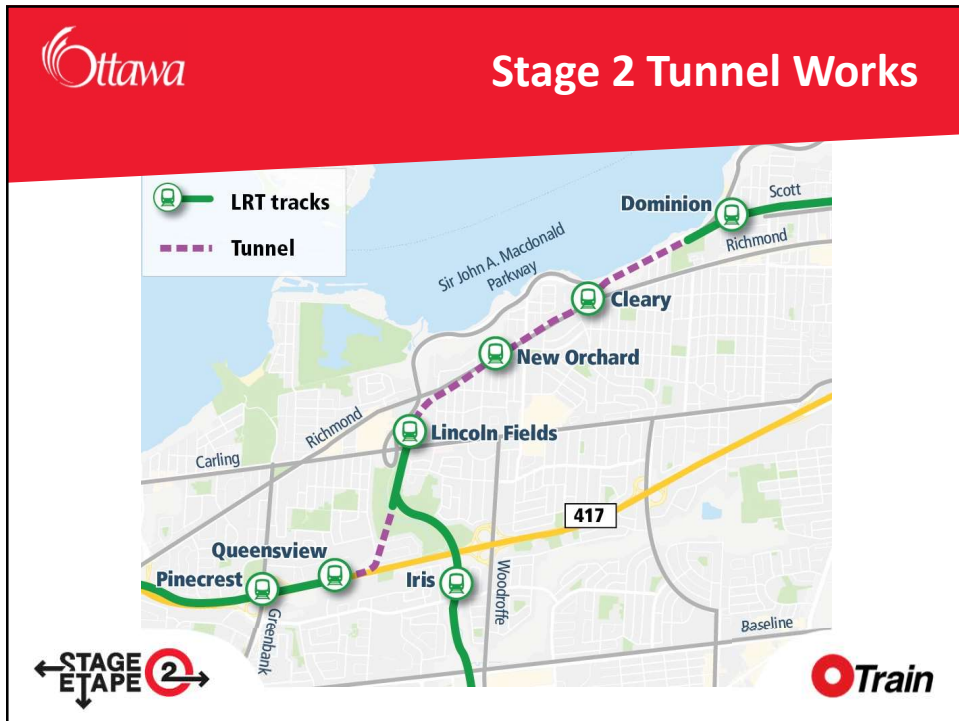 Ottawa
Stage 2 Tunnel Works
LRT tracks
Tunnel
Dominion
Scott
Richmond
Sir John A. Macdonald
Parkway
Cleary
New Orchard
Richmond
Lincoln Fields
Carling
417
Queensview
Pinecrest
Iris
Woodroffe
Greenbank
Baseline
STAGE
ETAPE
2
O Train